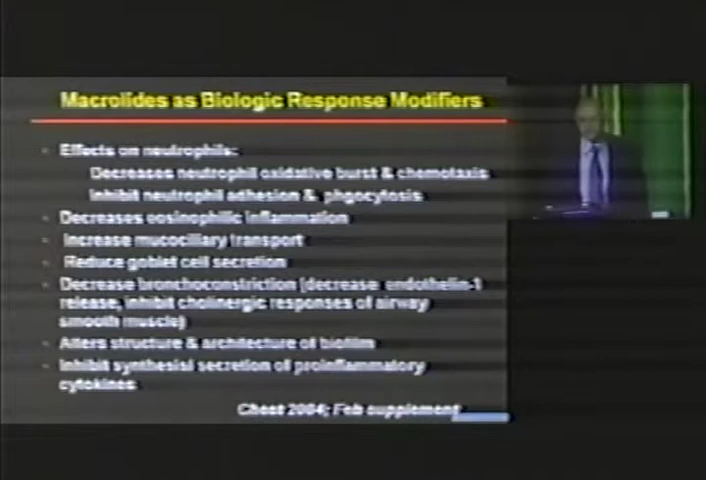 Macrolides as Biologic Response Modifiers
- Effects on neutrophils:
Decreases neutrophil oxidative burst & chemotaxis
Inhibit neutrophil adhesion & phgocytosis
- Decreases eosinophilic inflammation
- Increase mucociliary transport
- Reduce goblet cell secretion
- Decrease bronchoconstriction (decrease endothelin-1
release, inhibit cholinergic responses of airway
smooth muscle)
- Alters structure & architecture of biofilm
- Inhibit synthesis/ secretion of proinflammatory
cytokines
Chest 2004; Feb supplement